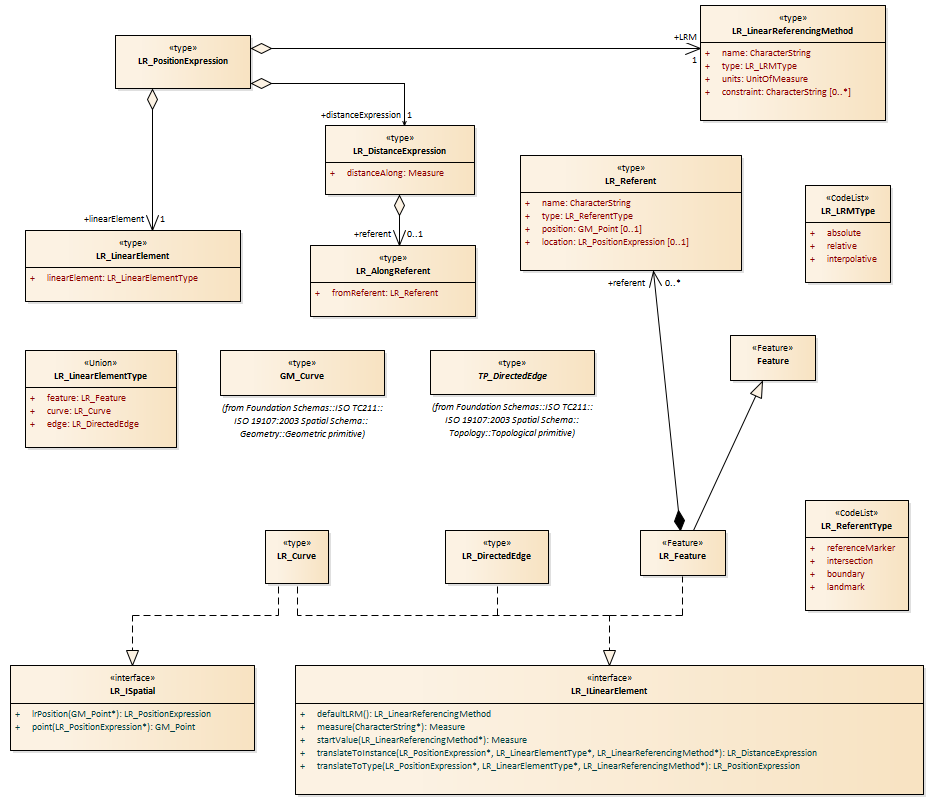 «type»
LR_PositionExpression
+LRM
1
«type»
LR_LinearReferencingMethod
+ name: CharacterString
+ type: LR_LRMType
+ units: UnitOfMeasure
+ constraint: CharacterString [0..*]
+distanceExpression 1
«type»
LR_DistanceExpression
+ distanceAlong: Measure
«type»
LR_Referent
+ name: CharacterString
+ type: LR_ReferentType
+ position: GM_Point [0..1]
+ location: LR_PositionExpression [0..1]
«CodeList»
LR_LRMType
+ absolute
+ relative
+ interpolative
+linearElement 1
«type»
LR_LinearElement
+ linearElement: LR_LinearElementType
+referent 0..1
«type»
LR_AlongReferent
+ fromReferent: LR_Referent
+referent 0..*
«Union»
LR_LinearElementType
+ feature: LR_Feature
+ curve: LR_Curve
+ edge: LR_DirectedEdge
«type»
GM_Curve
(from Foundation Schemas::ISO TC211::
ISO 19107:2003 Spatial Schema::
Geometry::Geometric primitive)
«type»
TP_DirectedEdge
(from Foundation Schemas::ISO TC211::
ISO 19107:2003 Spatial Schema::
Topology::Topological primitive)
«Feature»
Feature
«type»
LR_Curve
«type»
LR_DirectedEdge
«Feature»
LR_Feature
«CodeList»
LR_ReferentType
+ referenceMarker
+ intersection
+ boundary
+ landmark
«interface»
LR_ISpatial
+ lrPosition(GM_Point*): LR_PositionExpression
+ point(LR_PositionExpression*): GM_Point
«interface»
LR_ILinearElement
+ defaultLRM(): LR_LinearReferencingMethod
+ measure(CharacterString*): Measure
+ startValue(LR_LinearReferencingMethod*): Measure
+ translateToInstance(LR_PositionExpression*, LR_LinearElementType*, LR_LinearReferencingMethod*): LR_DistanceExpression
+ translateToType(LR_PositionExpression*, LR_LinearElementType*, LR_LinearReferencingMethod*): LR_PositionExpression